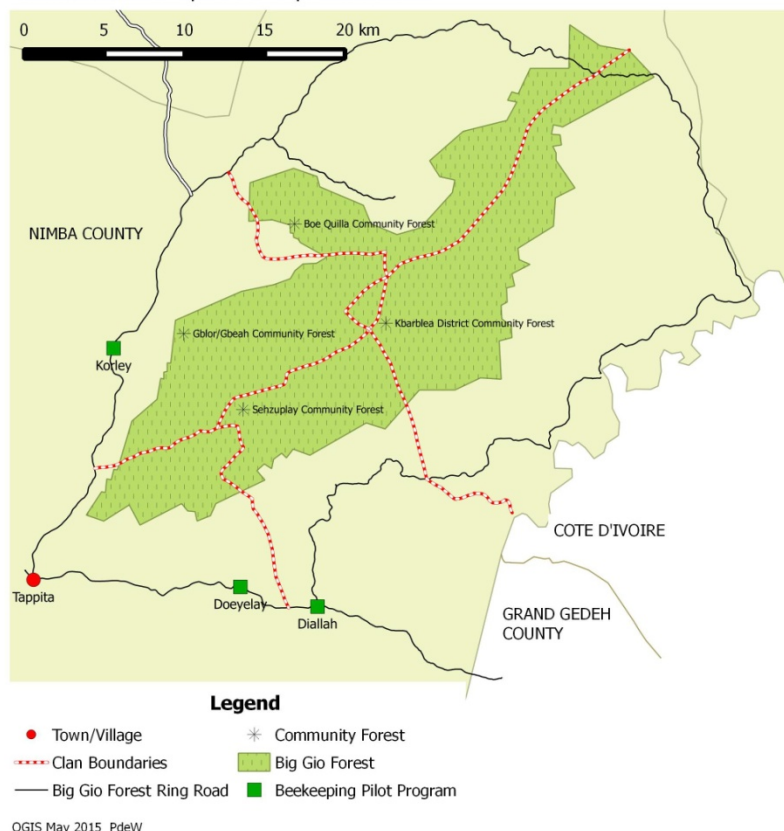 0 5 10 15 20 km
Boe Quilla Community Forest
NIMBA COUNTY
Kbarblea District Community Forest
Gblor/Gbeah Community Forest
Korley
Sehzuplay Community Forest
COTE D'IVOIRE
Tappita
Doeyelay
Diallah
GRAND GEDEH
COUNTY
Legend
Town/Village
Community Forest
Clan Boundaries
Big Gio Forest
Big Gio Forest Ring Road
Beekeeping Pilot Program
QGIS May 2015 PdeW